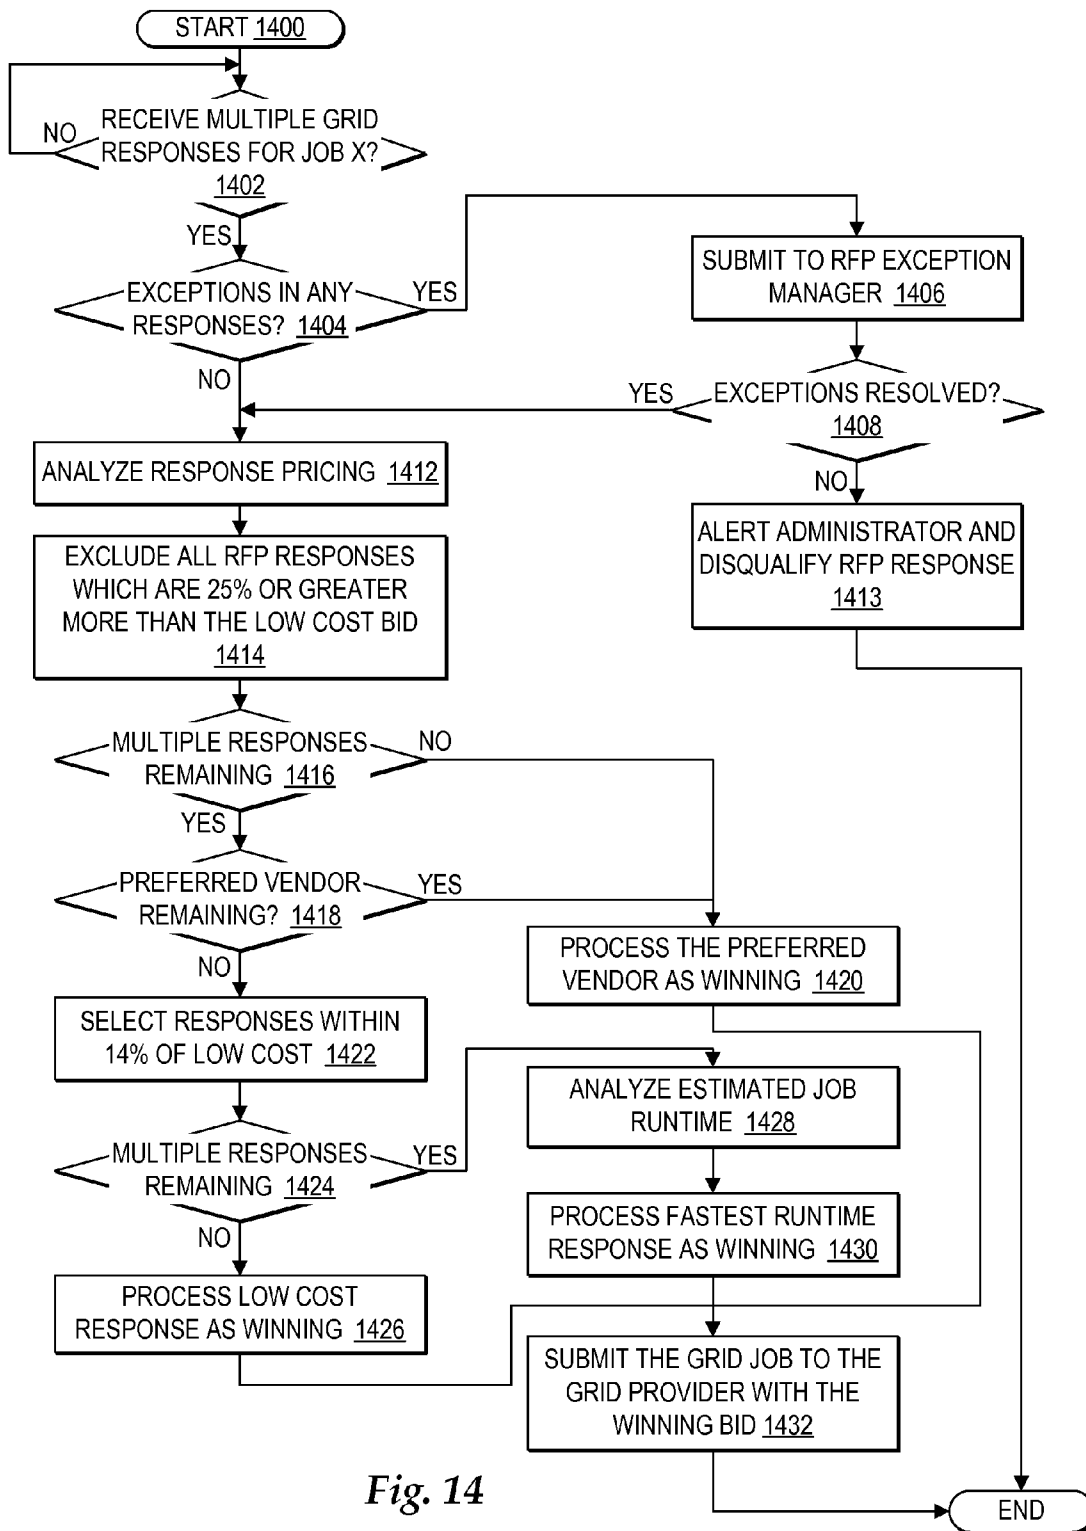 START 1400
NO
RECEIVE MULTIPLE GRID
RESPONSES FOR JOB X?
1402
YES
EXCEPTIONS IN ANY
RESPONSES? 1404
YES
NO
SUBMIT TO RFP EXCEPTION
MANAGER 1406
YES
EXCEPTIONS RESOLVED?
1408
NO
ANALYZE RESPONSE PRICING 1412
ALERT ADMINISTRATOR AND
DISQUALIFY RFP RESPONSE
1413
EXCLUDE ALL RFP RESPONSES
WHICH ARE 25% OR GREATER
MORE THAN THE LOW COST BID
1414
MULTIPLE RESPONSES
REMAINING 1416
NO
YES
PREFERRED VENDOR
REMAINING? 1418
YES
NO
PROCESS THE PREFERRED
VENDOR AS WINNING 1420
SELECT RESPONSES WITHIN
14% OF LOW COST 1422
MULTIPLE RESPONSES
REMAINING 1424
YES
NO
ANALYZE ESTIMATED JOB
RUNTIME 1428
PROCESS FASTEST RUNTIME
RESPONSE AS WINNING 1430
PROCESS LOW COST
RESPONSE AS WINNING 1426
SUBMIT THE GRID JOB TO THE
GRID PROVIDER WITH THE
WINNING BID 1432
END
Fig. 14